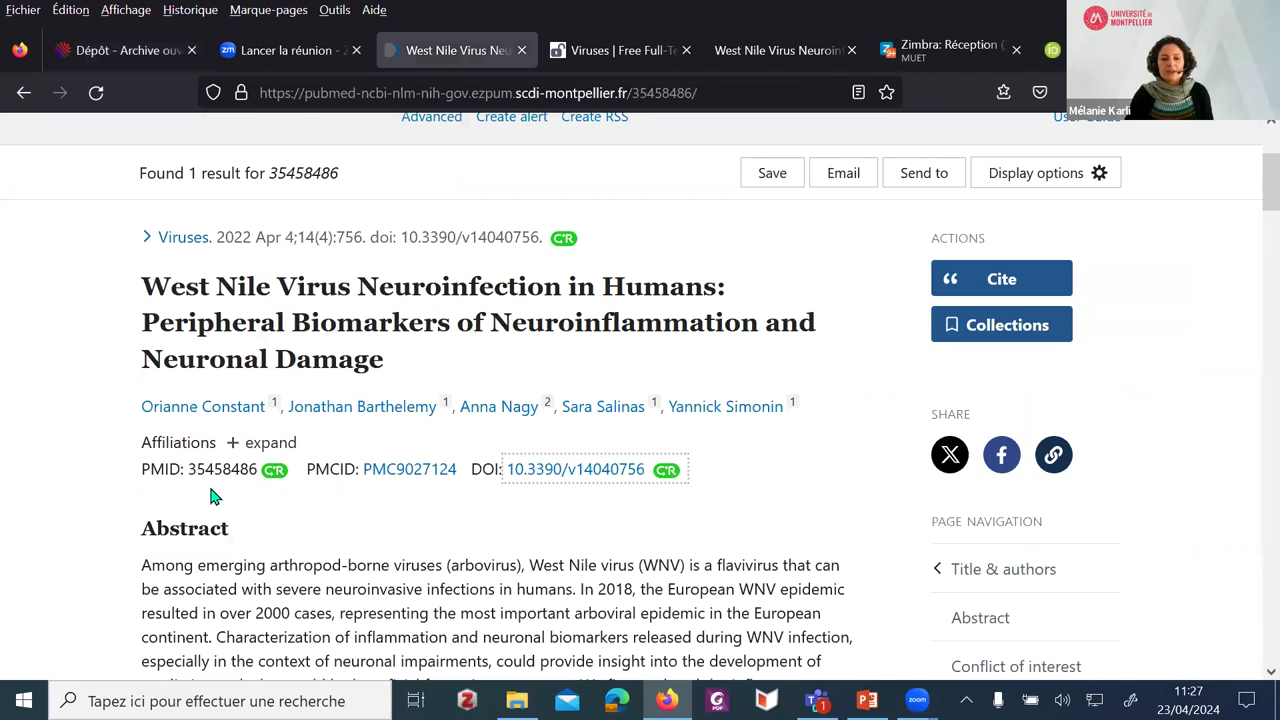 Fichier Édition Affichage Historique Marque-pages Outils Aide
UNIVERSITÉ DE MONTPELLIER
Dépôt - Archive ouv
Lancer la réunion - Z
West Nile Virus Neu
Viruses | Free Full-Te
West Nile Virus Neuroinf
Zimbra: Réception (
MUET
https://pubmed-ncbi-nlm-nih-gov.ezpum.scdi-montpellier.fr/35458486/
Mélanie Karli
Advanced Create alert Create RSS
User Guide
Found 1 result for 35458486
Save Email Send to Display options
Viruses. 2022 Apr 4;14(4):756. doi: 10.3390/v14040756.
West Nile Virus Neuroinfection in Humans:
Peripheral Biomarkers of Neuroinflammation and
Neuronal Damage
Orianne Constant 1, Jonathan Barthelemy 1, Anna Nagy 2, Sara Salinas 1, Yannick Simonin 1
Affiliations + expand
PMID: 35458486 PMCID: PMC9027124 DOI: 10.3390/v14040756
Abstract
Among emerging arthropod-borne viruses (arbovirus), West Nile virus (WNV) is a flavivirus that can
be associated with severe neuroinvasive infections in humans. In 2018, the European WNV epidemic
resulted in over 2000 cases, representing the most important arboviral epidemic in the European
continent. Characterization of inflammation and neuronal biomarkers released during WNV infection,
especially in the context of neuronal impairments, could provide insight into the development of
ACTIONS
Cite
Collections
SHARE
PAGE NAVIGATION
Title & authors
Abstract
Conflict of interest
Tapez ici pour effectuer une recherche
11:27
23/04/2024